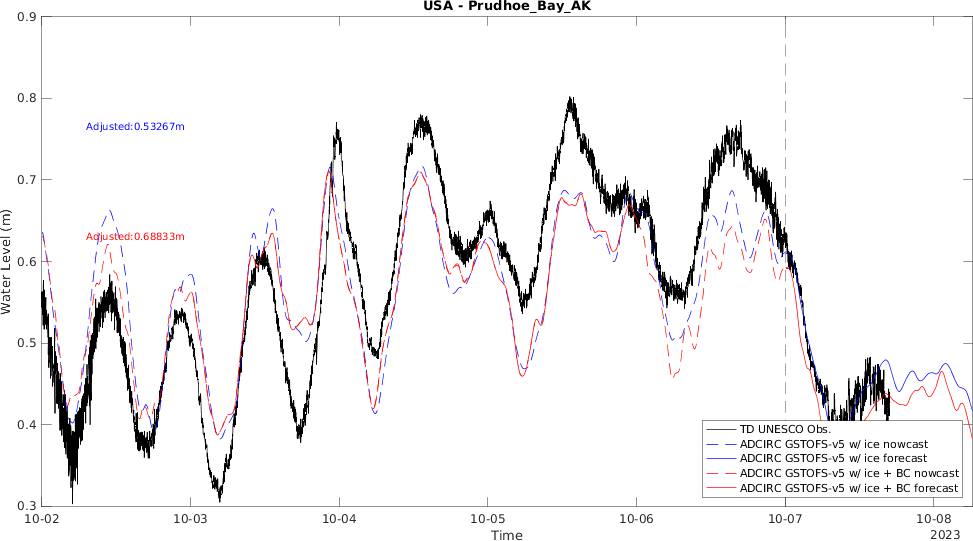 USA - Prudhoe_Bay_AK
0.9
0.8
Adjusted:0.53267m
0.7
Adjusted:0.68833m
0.6
0.5
0.4
0.3
Water Level (m)
TD UNESCO Obs.
ADCIRC GSTOFS-v5 w/ ice nowcast
ADCIRC GSTOFS-v5 w/ ice forecast
ADCIRC GSTOFS-v5 w/ ice + BC nowcast
ADCIRC GSTOFS-v5 w/ ice + BC forecast
10-02 10-03 10-04 10-05 10-06 10-07 10-08
Time
2023